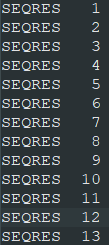 SEQRES   1
SEQRES   2
SEQRES   3
SEQRES   4
SEQRES   5
SEQRES   6
SEQRES   7
SEQRES   8
SEQRES   9
SEQRES  10
SEQRES  11
SEQRES  12
SEQRES  13